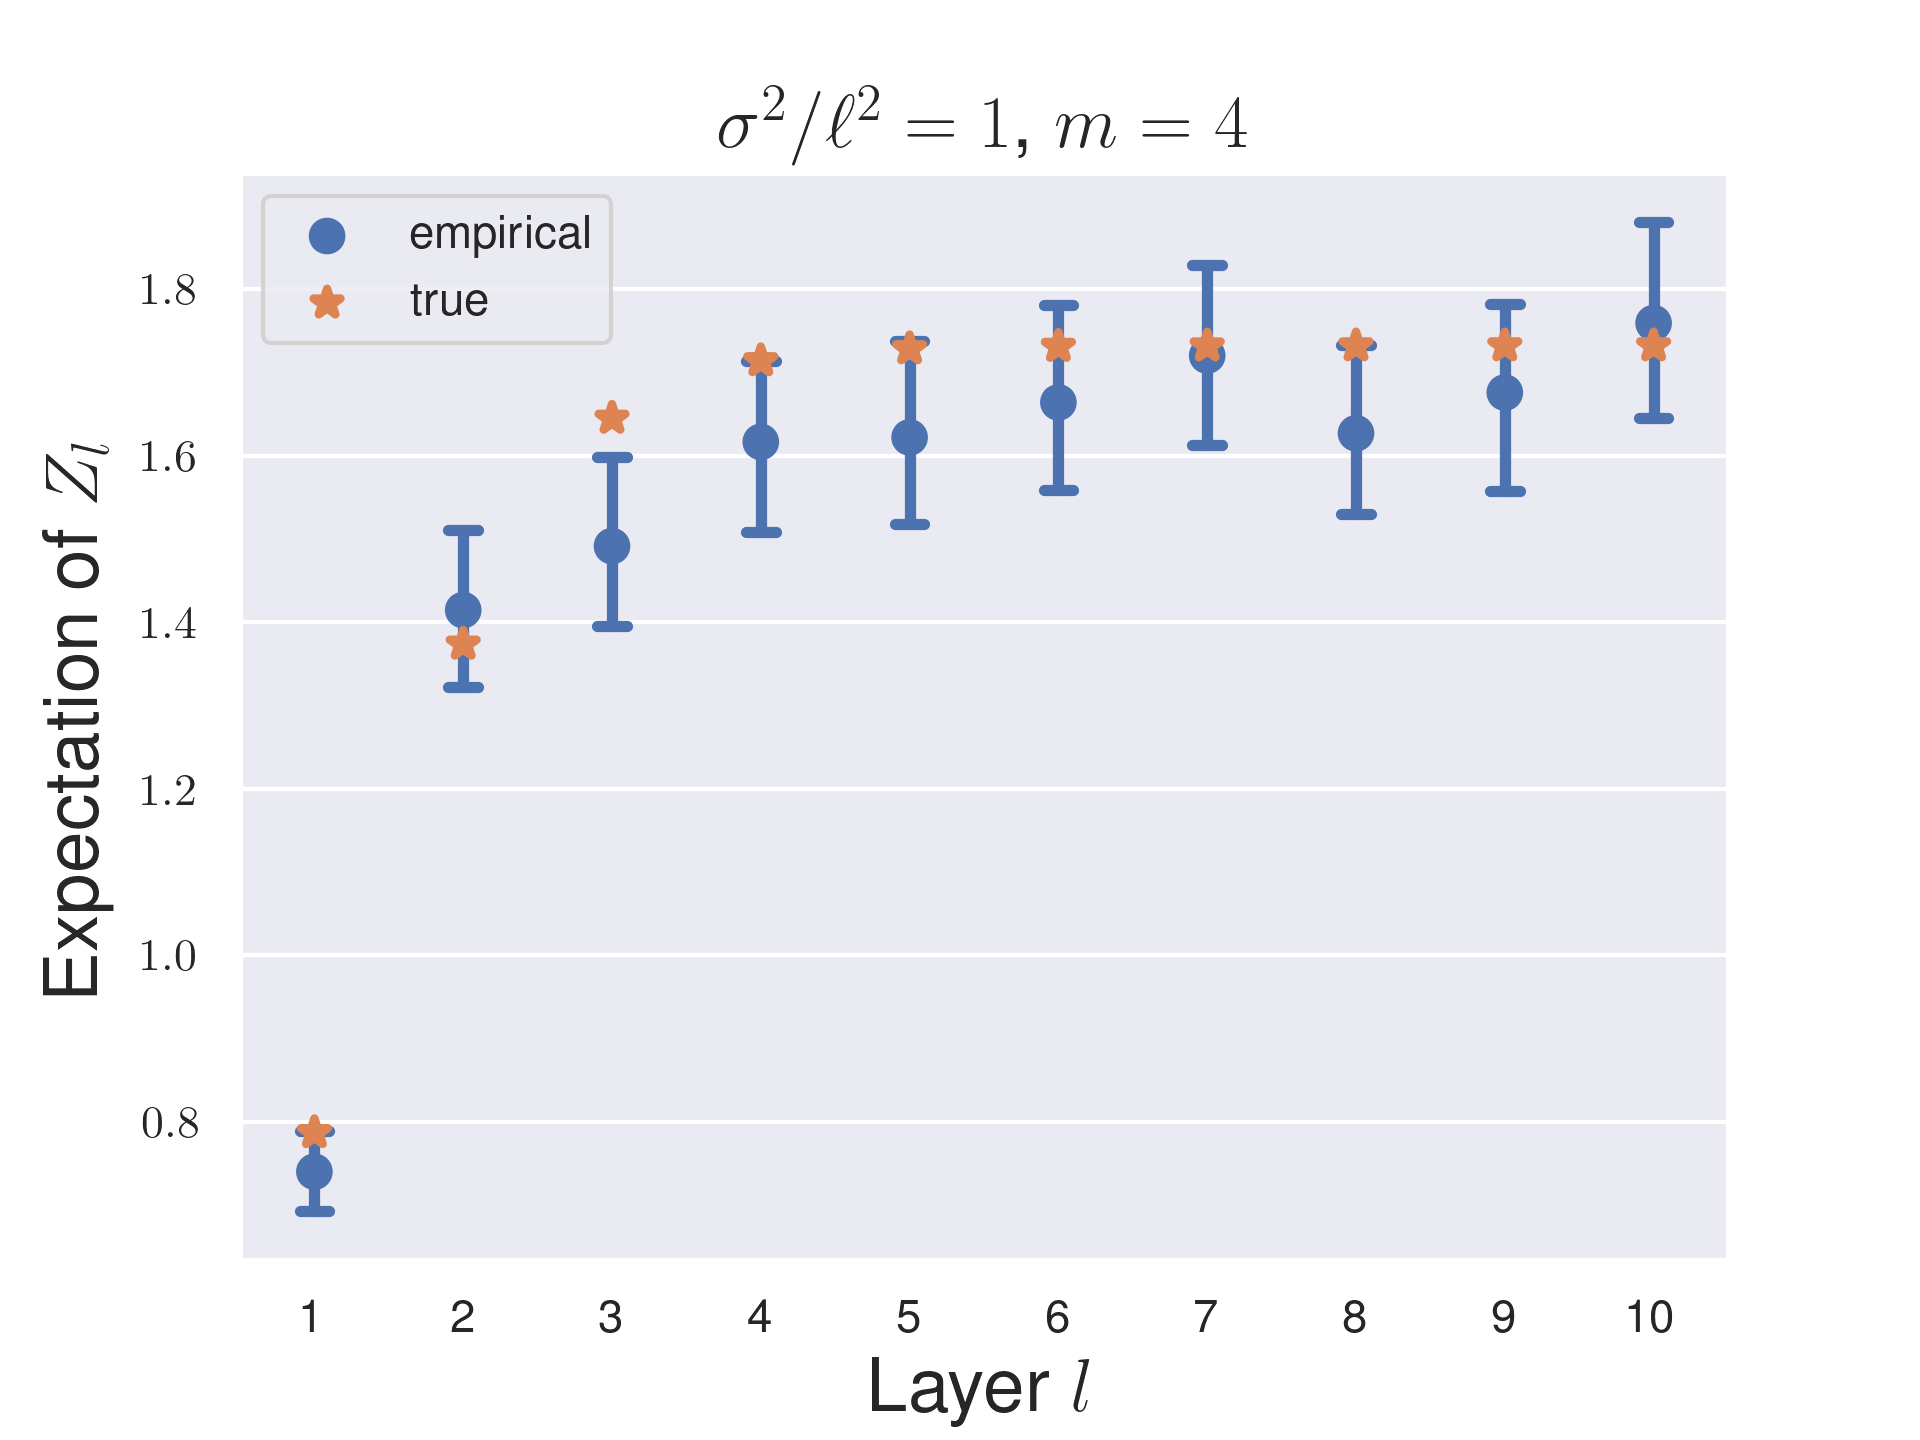 σ²/ℓ² = 1, m = 4
empirical
true
1.8
1.6
1.4
1.2
1.0
0.8
Expectation of Z_l
1 2 3 4 5 6 7 8 9 10
Layer l